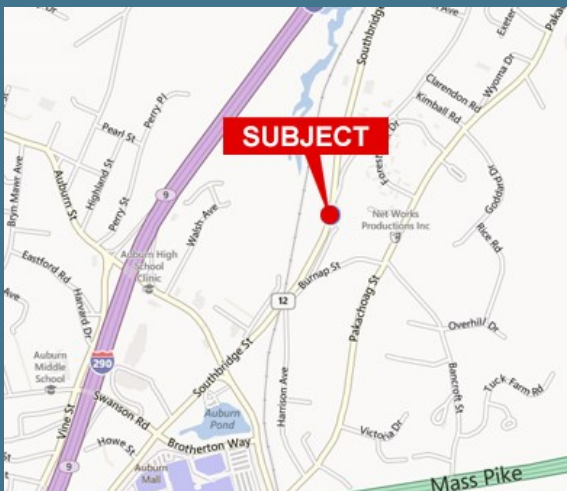 Southbridge
Ave
Exeter
Pakachoag
Perry Pl
Clarendon Rd
Wyoma Dr
Kimball Rd
Pearl St
SUBJECT
Forest
Dr
Highland St
Auburn St
Bryn Mawr Ave
Perry St
9
Goddard Dr
Walsh Ave
Net Works
Productions Inc
Rice Rd
Auburn High
School
Clinic
Eastford Rd
Burnap St
Ave
Harvard Dr
12
Pakachoag St
Overhill Dr
Auburn
Middle
School
290
Southbridge St
Harrison Ave
Bancroft St
Tuck Farm Rd
Swanson Rd
Auburn
Pond
Vine St
Howe St
Brotherton Way
Victoria Dr
9
Auburn
Mall
Mass Pike